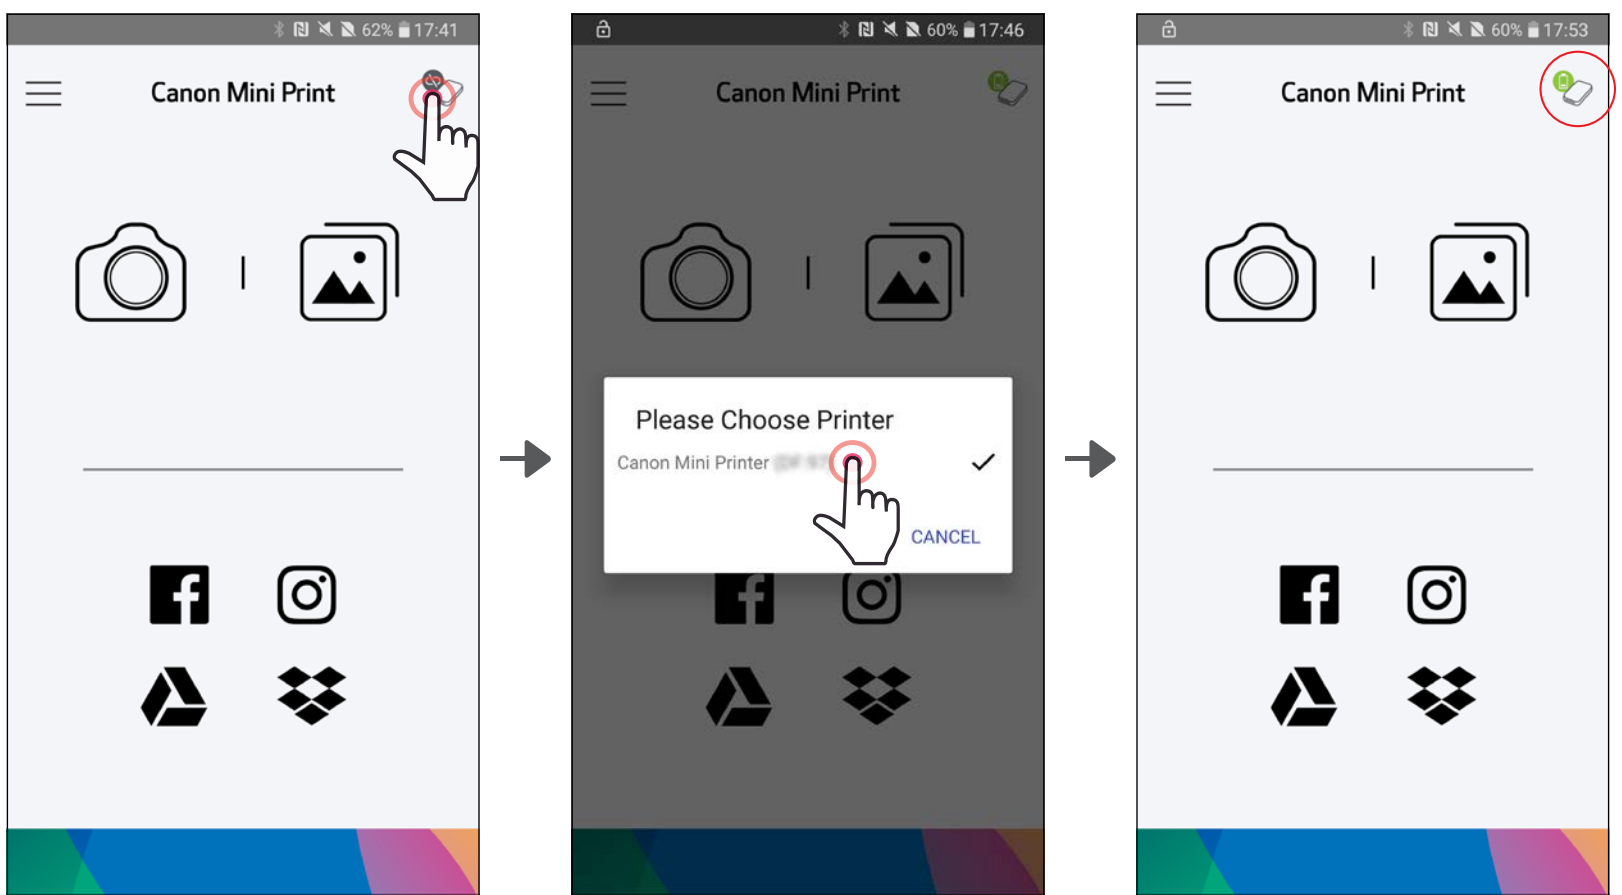 62% 17:41
Canon Mini Print
60% 17:46
Canon Mini Print
Please Choose Printer
Canon Mini Printer
CANCEL
60% 17:53
Canon Mini Print